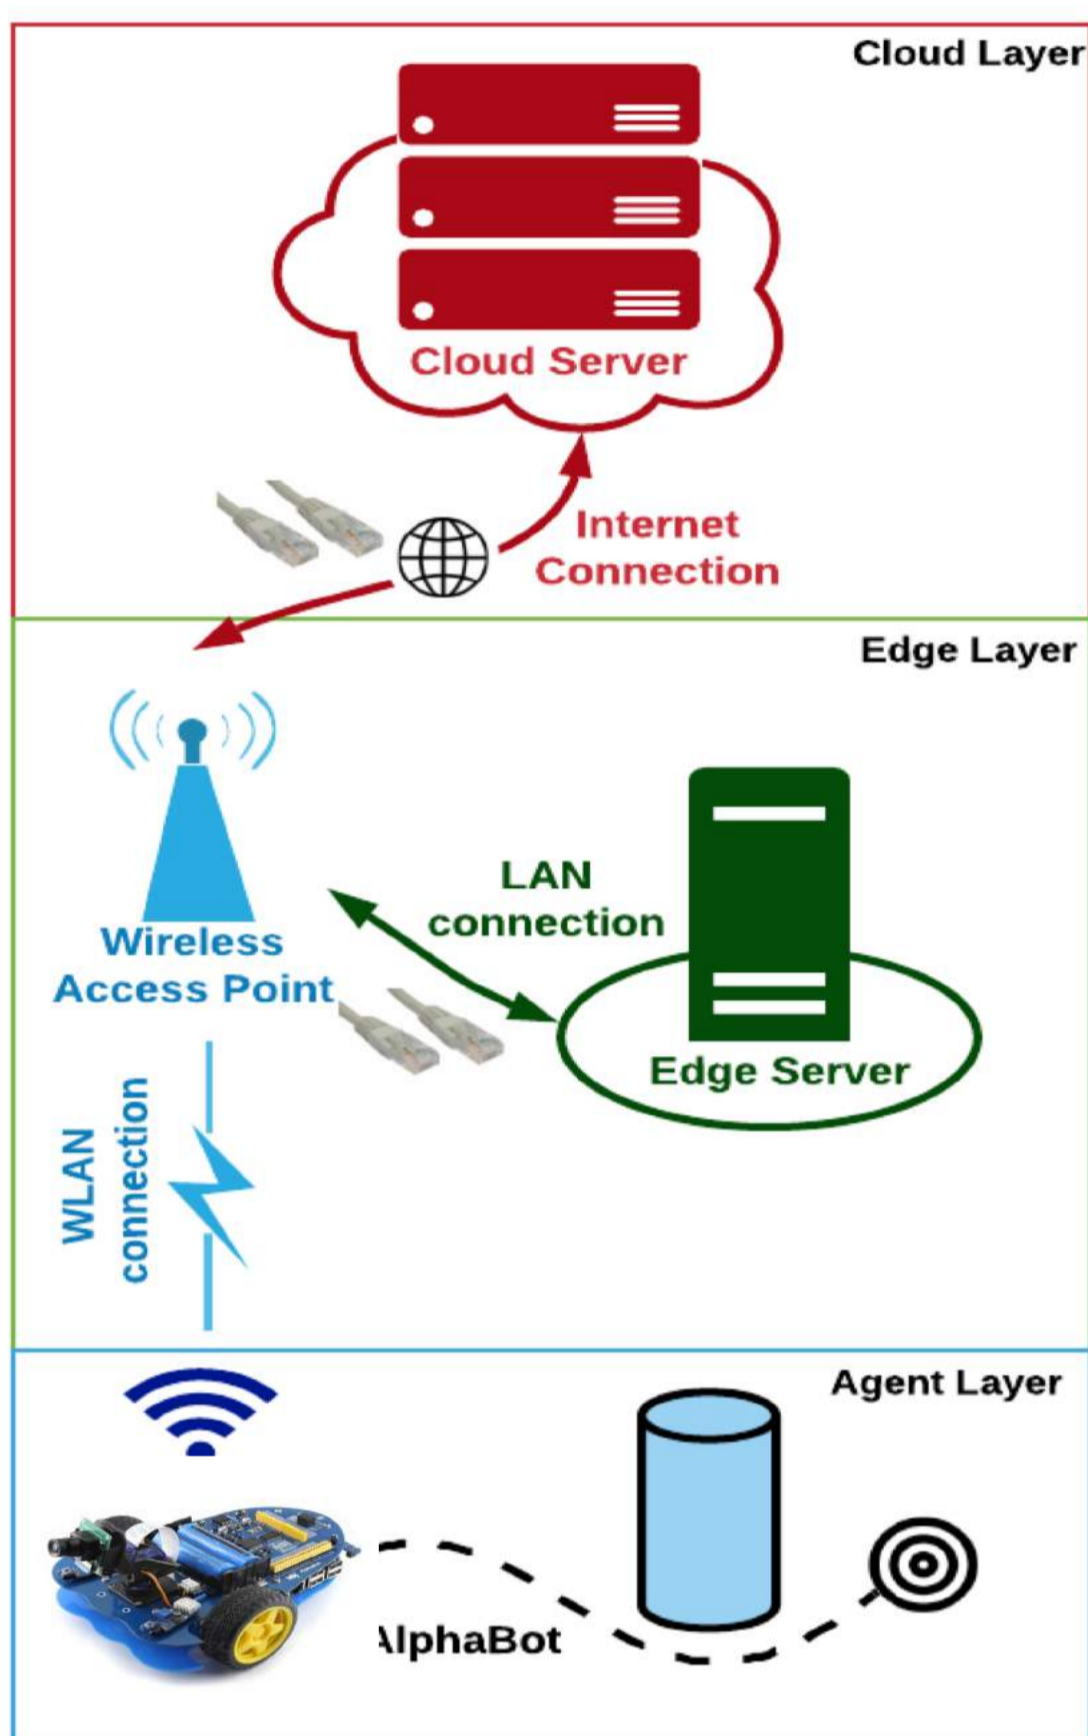 Cloud Layer
Cloud Server
Internet
Connection
Edge Layer
LAN
connection
Wireless
Access Point
Edge Server
WLAN
connection
Agent Layer
AlphaBot